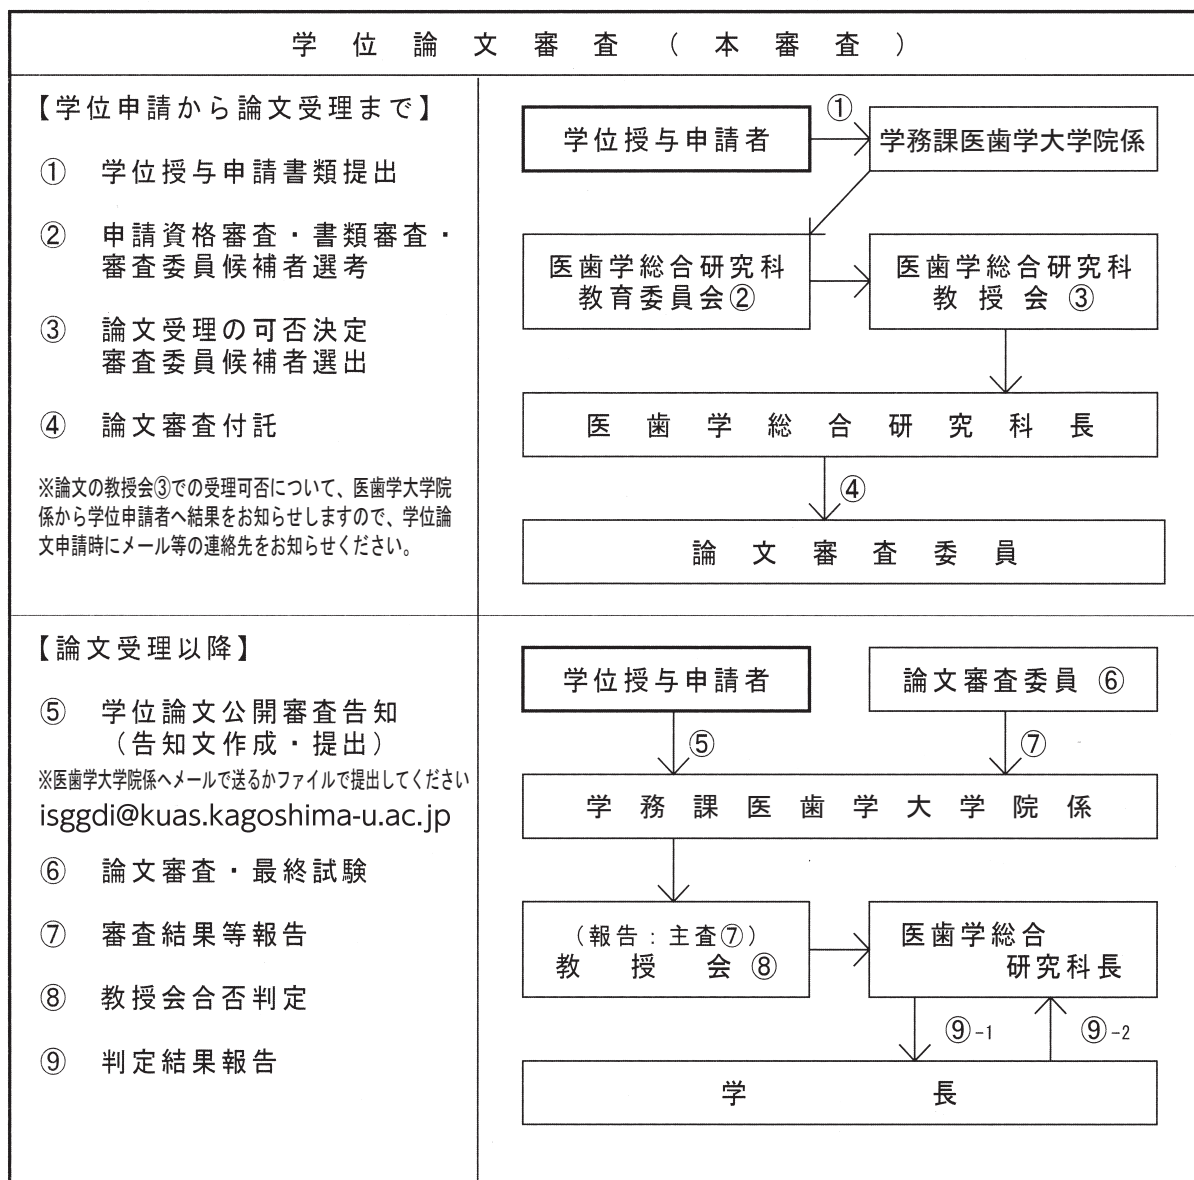 学位論文審査（本審査）
【学位申請から論文受理まで】
① 学位授与申請書類提出
② 申請資格審査・書類審査・
審査委員候補者選考
③ 論文受理の可否決定
審査委員候補者選出
④ 論文審査付託
※論文の教授会③での受理可否について、医歯学大学院
係から学位申請者へ結果をお知らせしますので、学位論
文申請時にメール等の連絡先をお知らせください。
①
学位授与申請者
学務課医歯学大学院係
医歯学総合研究科
教育委員会②
医歯学総合研究科
教授会 ③
医歯学総合研究科長
④
論文審査委員
【論文受理以降】
⑤ 学位論文公開審査告知
（告知文作成・提出）
※医歯学大学院係へメールで送るかファイルで提出してください
isggdi@kuas.kagoshima-u.ac.jp
⑥ 論文審査・最終試験
⑦ 審査結果等報告
⑧ 教授会合否判定
⑨ 判定結果報告
学位授与申請者
論文審査委員 ⑥
⑤
⑦
学務課医歯学大学院係
（報告：主査⑦）
教授会 ⑧
医歯学総合
研究科長
⑨-1
⑨-2
学長